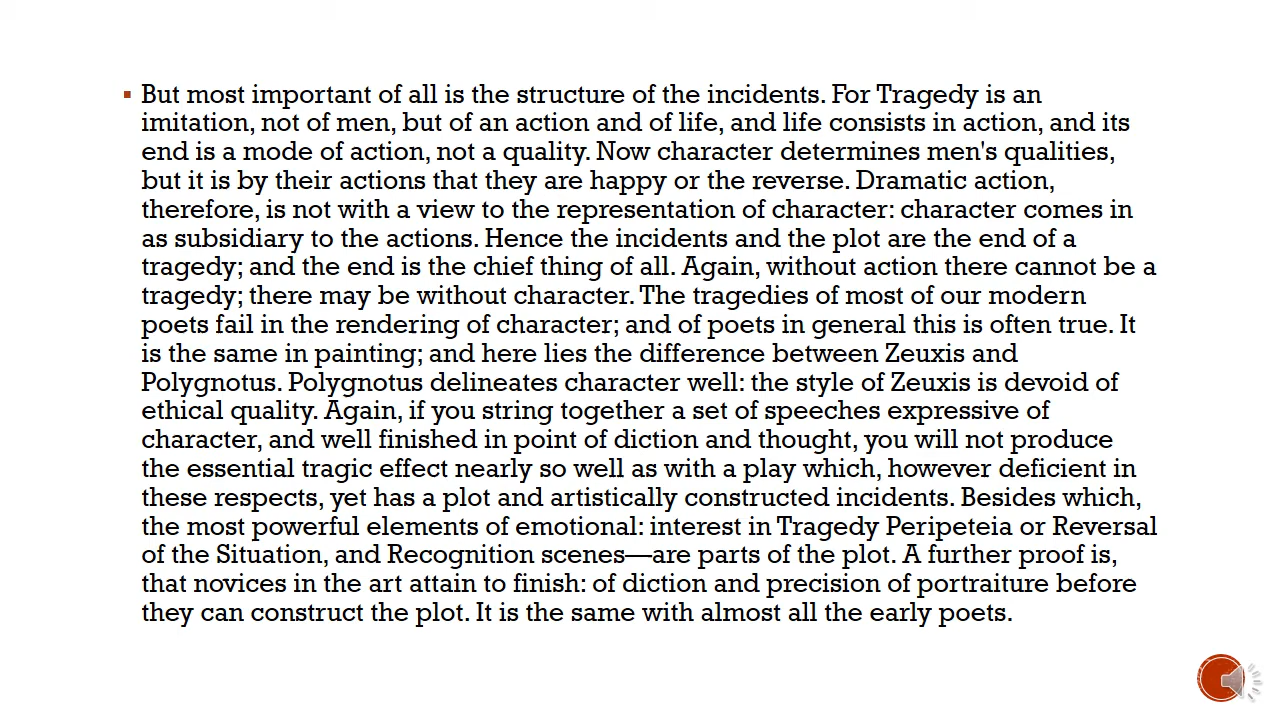 ▪ But most important of all is the structure of the incidents. For Tragedy is an
imitation, not of men, but of an action and of life, and life consists in action, and its
end is a mode of action, not a quality. Now character determines men's qualities,
but it is by their actions that they are happy or the reverse. Dramatic action,
therefore, is not with a view to the representation of character: character comes in
as subsidiary to the actions. Hence the incidents and the plot are the end of a
tragedy; and the end is the chief thing of all. Again, without action there cannot be a
tragedy; there may be without character. The tragedies of most of our modern
poets fail in the rendering of character; and of poets in general this is often true. It
is the same in painting; and here lies the difference between Zeuxis and
Polygnotus. Polygnotus delineates character well: the style of Zeuxis is devoid of
ethical quality. Again, if you string together a set of speeches expressive of
character, and well finished in point of diction and thought, you will not produce
the essential tragic effect nearly so well as with a play which, however deficient in
these respects, yet has a plot and artistically constructed incidents. Besides which,
the most powerful elements of emotional: interest in Tragedy Peripeteia or Reversal
of the Situation, and Recognition scenes—are parts of the plot. A further proof is,
that novices in the art attain to finish: of diction and precision of portraiture before
they can construct the plot. It is the same with almost all the early poets.